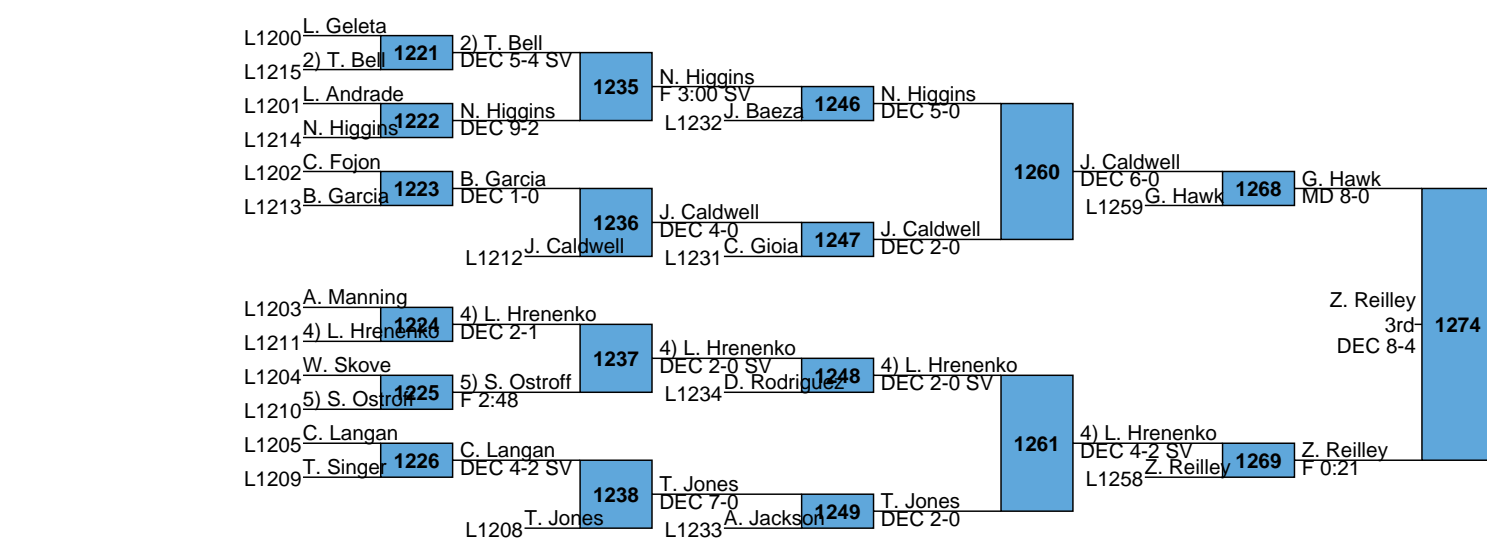 L. Geleta
L1200
1221
2) T. Bell
DEC 5-4 SV
2) T. Bell
L1215
1235
N. Higgins
F 3:00 SV
L. Andrade
L1201
1222
N. Higgins
DEC 9-2
N. Higgins
L1214
J. Baeza
L1232
1246
N. Higgins
DEC 5-0
C. Fojon
L1202
1223
B. Garcia
DEC 1-0
B. Garcia
L1213
1236
J. Caldwell
DEC 4-0
J. Caldwell
L1212
C. Gioia
L1231
1247
J. Caldwell
DEC 2-0
1260
J. Caldwell
DEC 6-0
G. Hawk
L1259
1268
G. Hawk
MD 8-0
A. Manning
L1203
1224
4) L. Hrenenko
DEC 2-1
4) L. Hrenenko
L1211
1237
4) L. Hrenenko
DEC 2-0 SV
W. Skove
L1204
1225
5) S. Ostroff
F 2:48
5) S. Ostroff
L1210
D. Rodriguez
L1234
1248
4) L. Hrenenko
DEC 2-0 SV
C. Langan
L1205
1226
C. Langan
DEC 4-2 SV
T. Singer
L1209
1238
T. Jones
DEC 7-0
T. Jones
L1208
A. Jackson
L1233
1249
T. Jones
DEC 2-0
1261
4) L. Hrenenko
DEC 4-2 SV
Z. Reilley
L1258
1269
Z. Reilley
F 0:21
Z. Reilley
3rd
DEC 8-4
1274